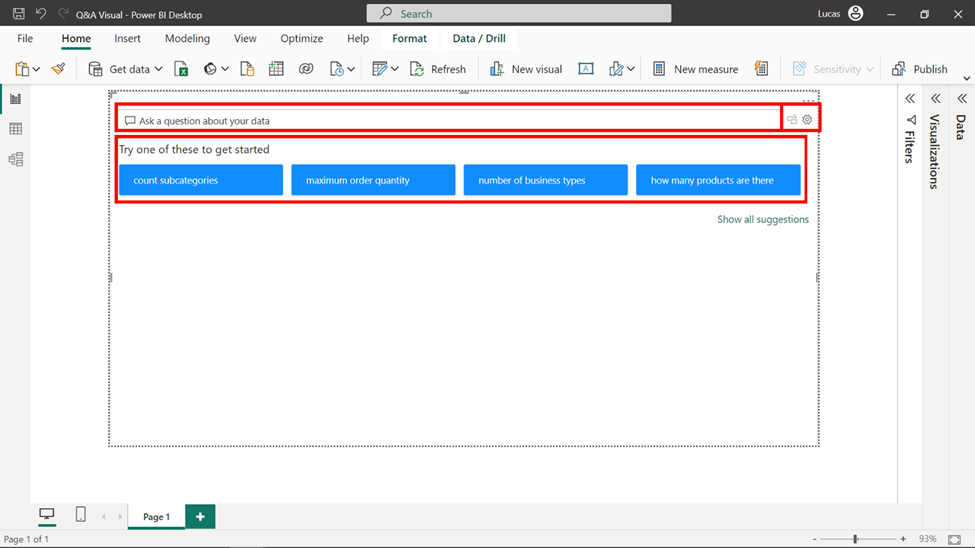 Q&A Visual - Power BI Desktop
Search
Lucas
File Home Insert Modeling View Optimize Help Format Data / Drill
Get data Refresh New visual New measure Sensitivity Publish
Ask a question about your data
Try one of these to get started
count subcategories maximum order quantity number of business types how many products are there
Show all suggestions
Filters
Visualizations
Data
Page 1 +
Page 1 of 1 - + 93%